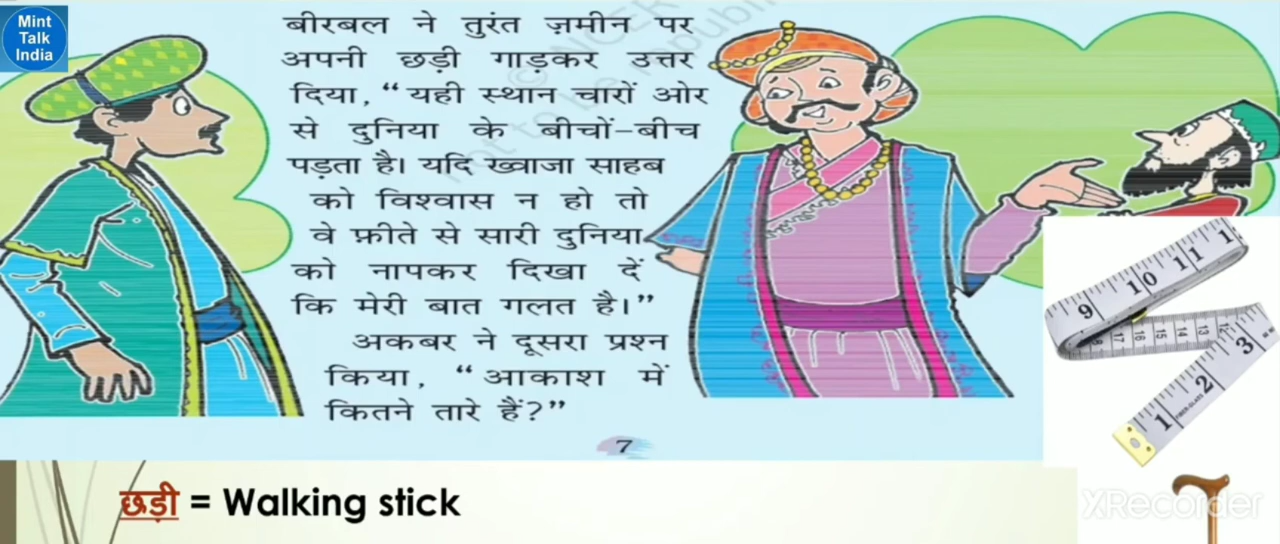 Mint
Talk
India
बीरबल ने तुरंत ज़मीन पर
अपनी छड़ी गाड़कर उत्तर
दिया, “यही स्थान चारों ओर
से दुनिया के बीचों-बीच
पड़ता है। यदि ख्वाजा साहब
को विश्वास न हो तो
वे फ़ीते से सारी दुनिया
को नापकर दिखा दें
कि मेरी बात गलत है।”
अकबर ने दूसरा प्रश्न
किया, “आकाश में
कितने तारे हैं?”
7
छड़ी = Walking stick
XRecorder